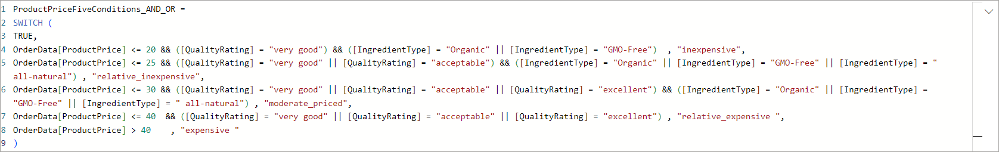 1 ProductPriceFiveConditions_AND_OR =
2 SWITCH (
3 TRUE,
4 OrderData[ProductPrice] <= 20 && ([QualityRating] = "very good") && ([IngredientType] = "Organic" || [IngredientType] = "GMO-Free")  , "inexpensive",
5 OrderData[ProductPrice] <= 25 && ([QualityRating] = "very good" || [QualityRating] = "acceptable") && ([IngredientType] = "Organic" || [IngredientType] = "GMO-Free" || [IngredientType] = "
all-natural") , "relative_inexpensive",
6 OrderData[ProductPrice] <= 30 && ([QualityRating] = "very good" || [QualityRating] = "acceptable" || [QualityRating] = "excellent") && ([IngredientType] = "Organic" || [IngredientType] =
"GMO-Free" || [IngredientType] = " all-natural") , "moderate_priced",
7 OrderData[ProductPrice] <= 40  && ([QualityRating] = "very good" || [QualityRating] = "acceptable" || [QualityRating] = "excellent") , "relative_expensive ",
8 OrderData[ProductPrice] > 40    , "expensive "
9 )